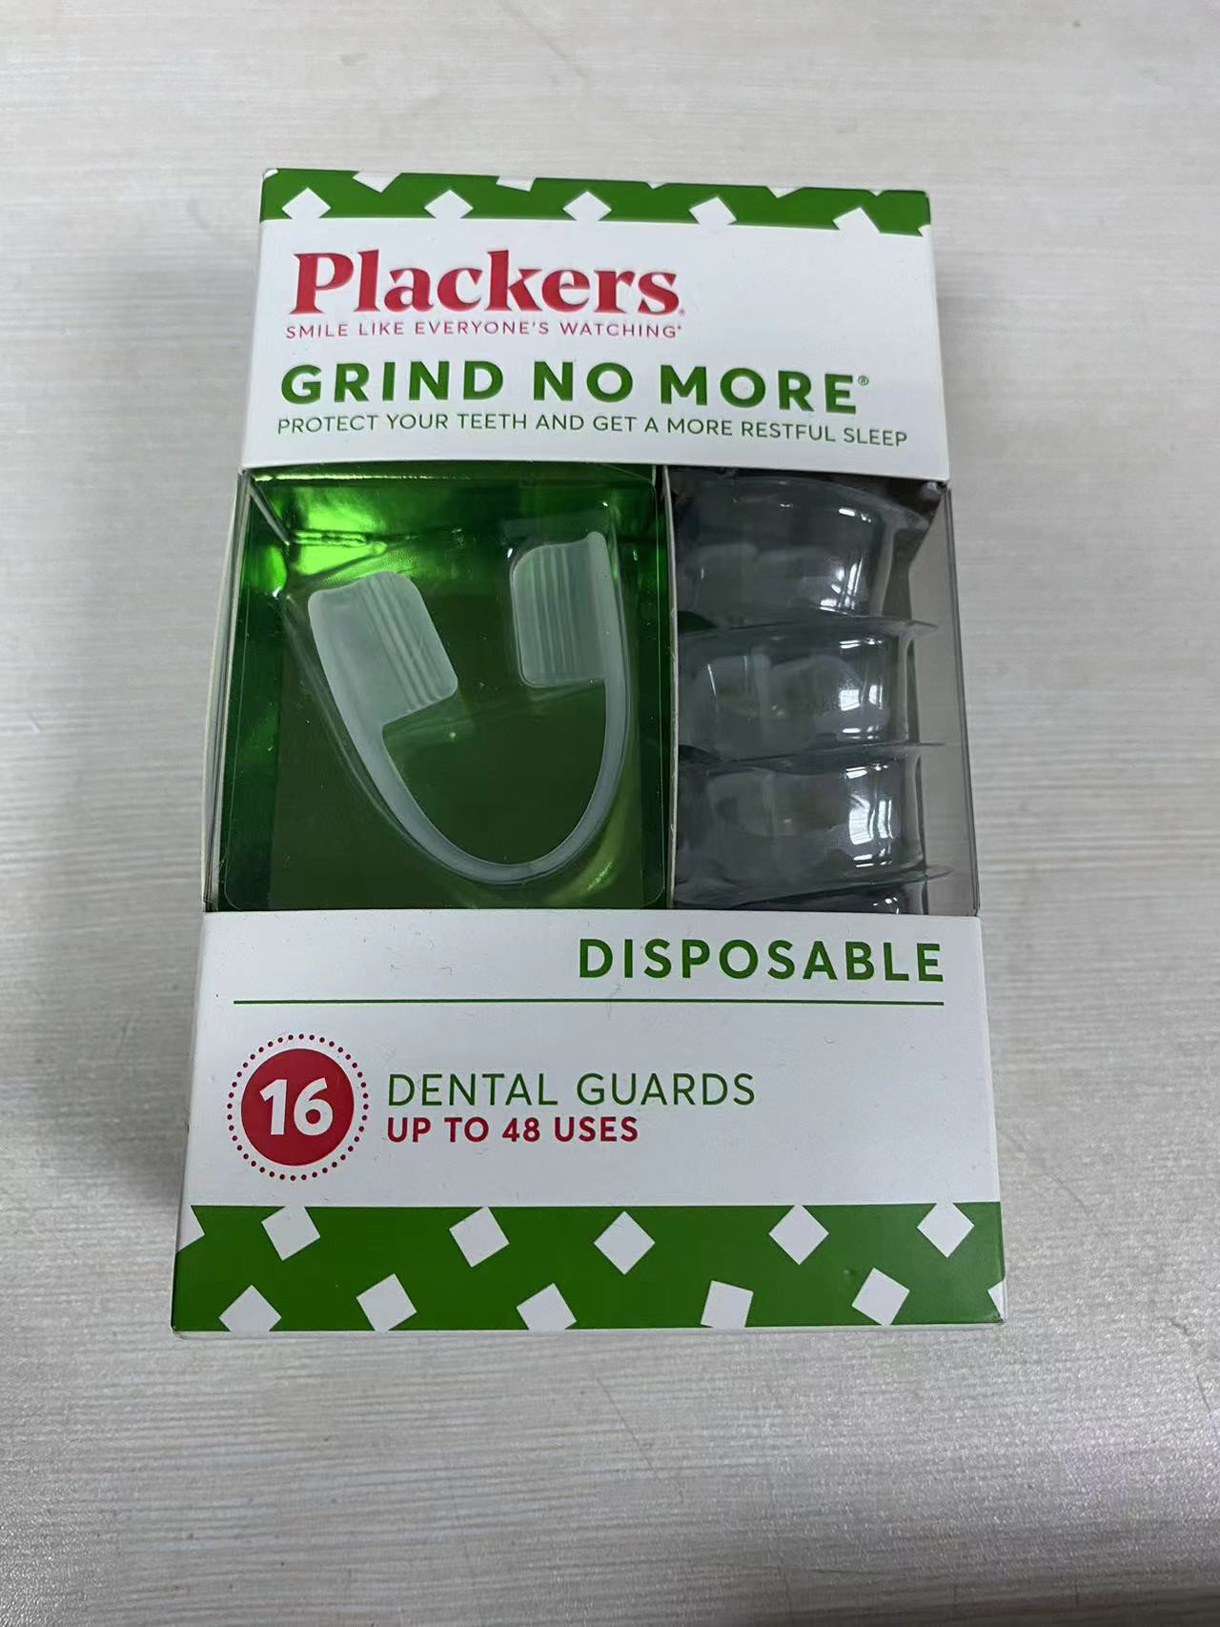 Plackers®
SMILE LIKE EVERYONE'S WATCHING®
GRIND NO MORE®
PROTECT YOUR TEETH AND GET A MORE RESTFUL SLEEP
DISPOSABLE
16
DENTAL GUARDS
UP TO 48 USES